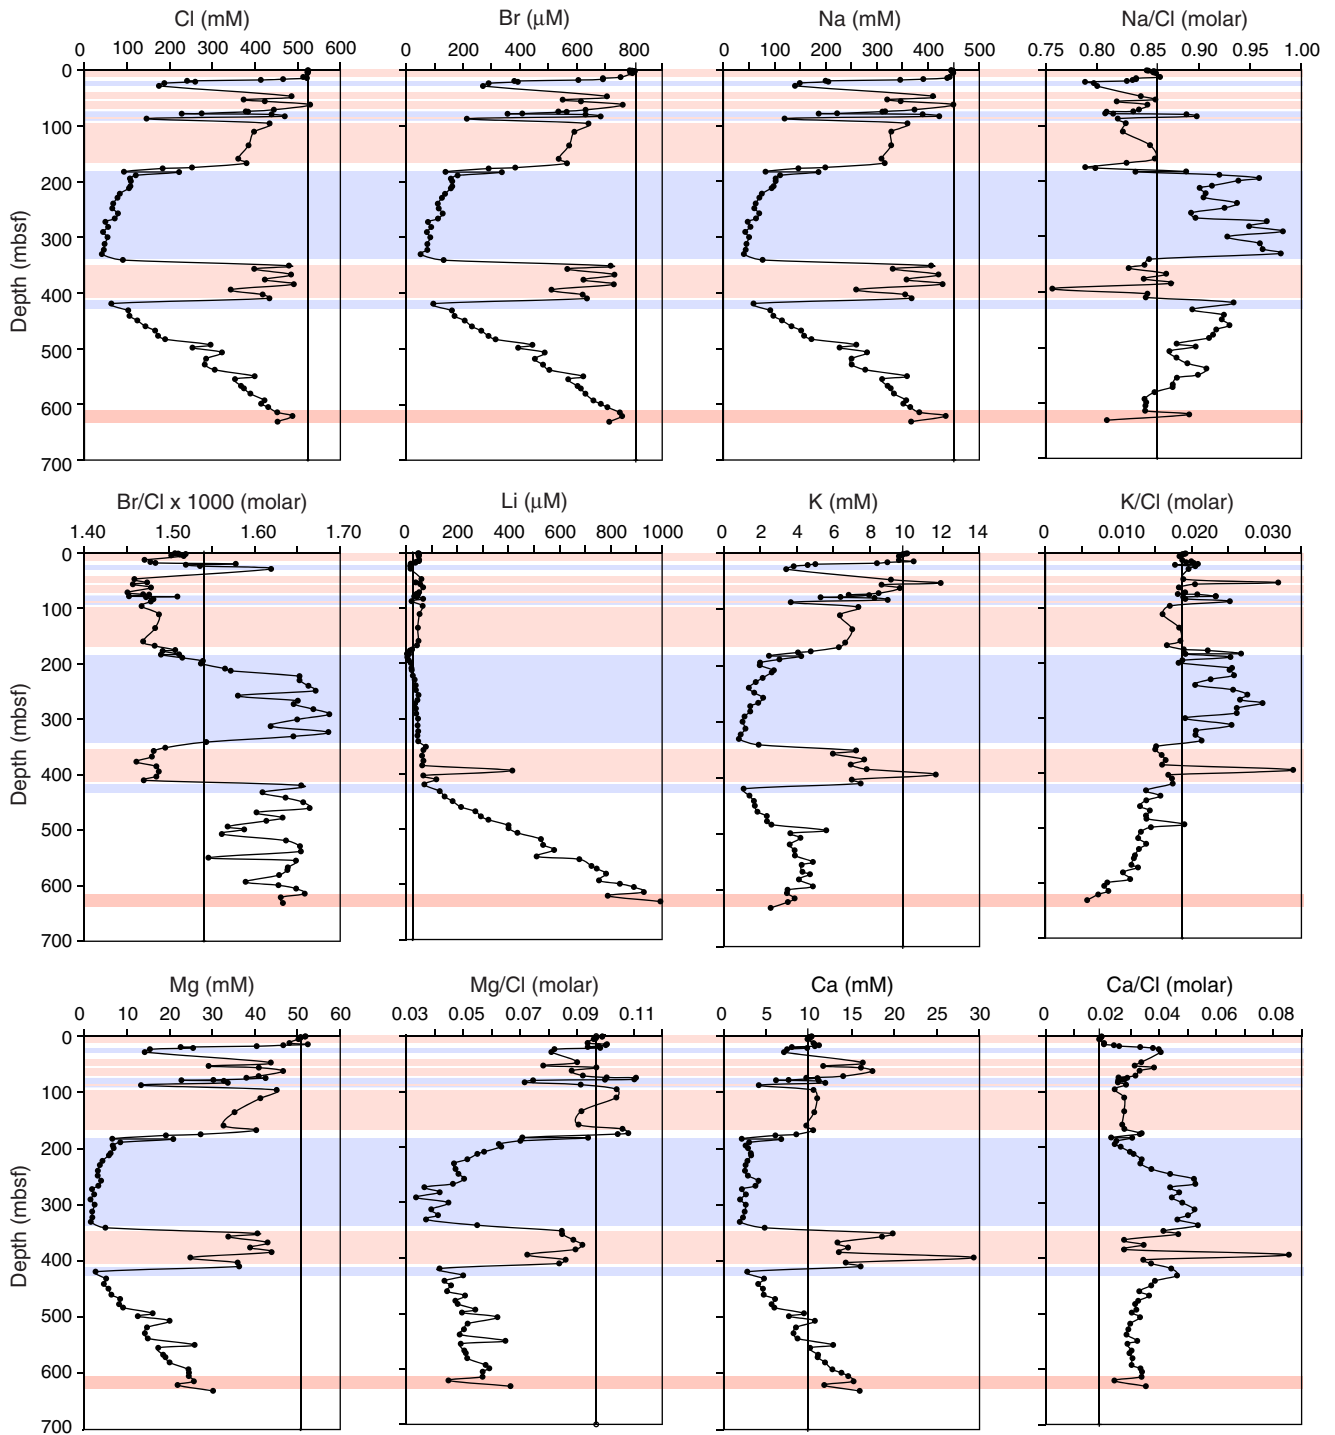 Cl (mM) Br (μM) Na (mM) Na/Cl (molar)
0 100 200 300 400 500 600 0 200 400 600 800 0 100 200 300 400 500 0.75 0.80 0.85 0.90 0.95 1.00
0
100
200
300
400
500
600
700
Depth (mbsf)
Br/Cl x 1000 (molar) Li (μM) K (mM) K/Cl (molar)
1.40 1.50 1.60 1.70 0 200 400 600 800 1000 0 2 4 6 8 10 12 14 0 0.010 0.020 0.030
0
100
200
300
400
500
600
700
Depth (mbsf)
Mg (mM) Mg/Cl (molar) Ca (mM) Ca/Cl (molar)
0 10 20 30 40 50 60 0.03 0.05 0.07 0.09 0.11 0 5 10 15 20 25 30 0 0.02 0.04 0.06 0.08
0
100
200
300
400
500
600
700
Depth (mbsf)